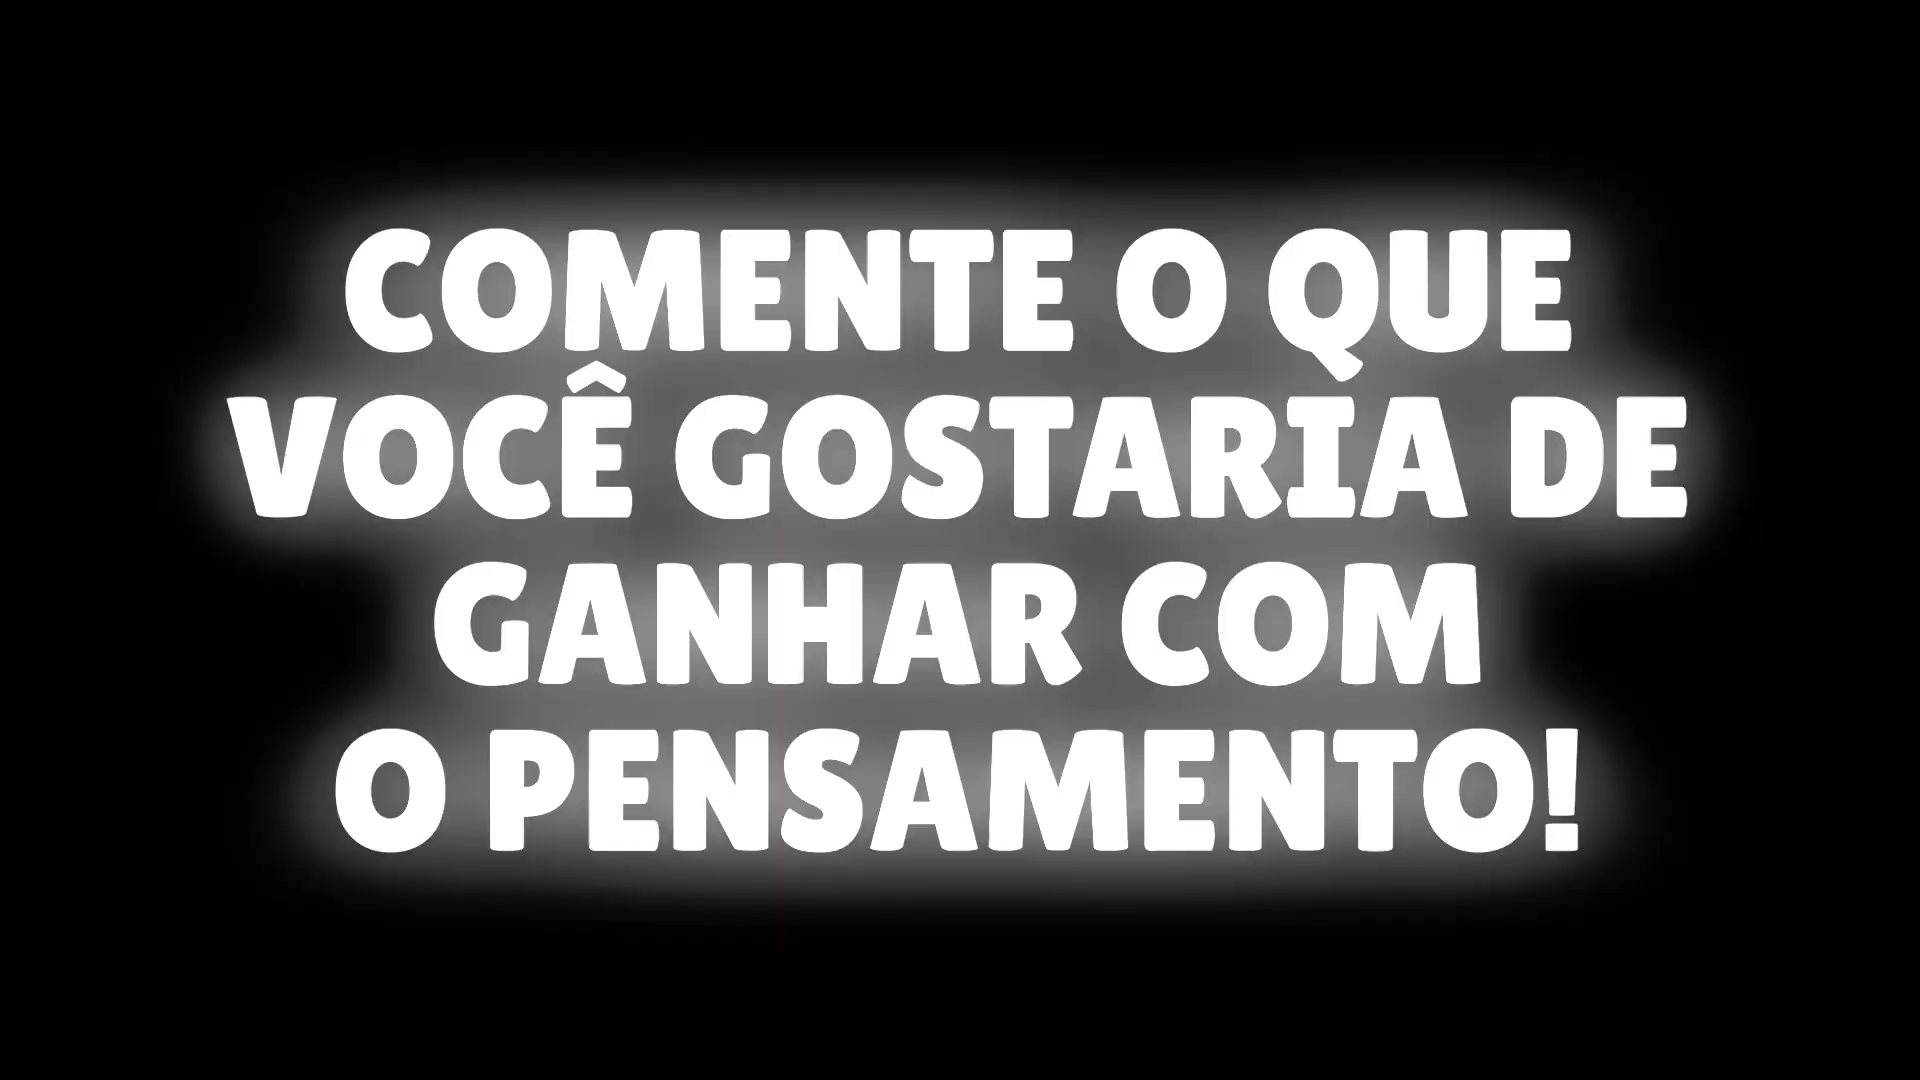 COMENTE O QUE
VOCÊ GOSTARIA DE
GANHAR COM
O PENSAMENTO!